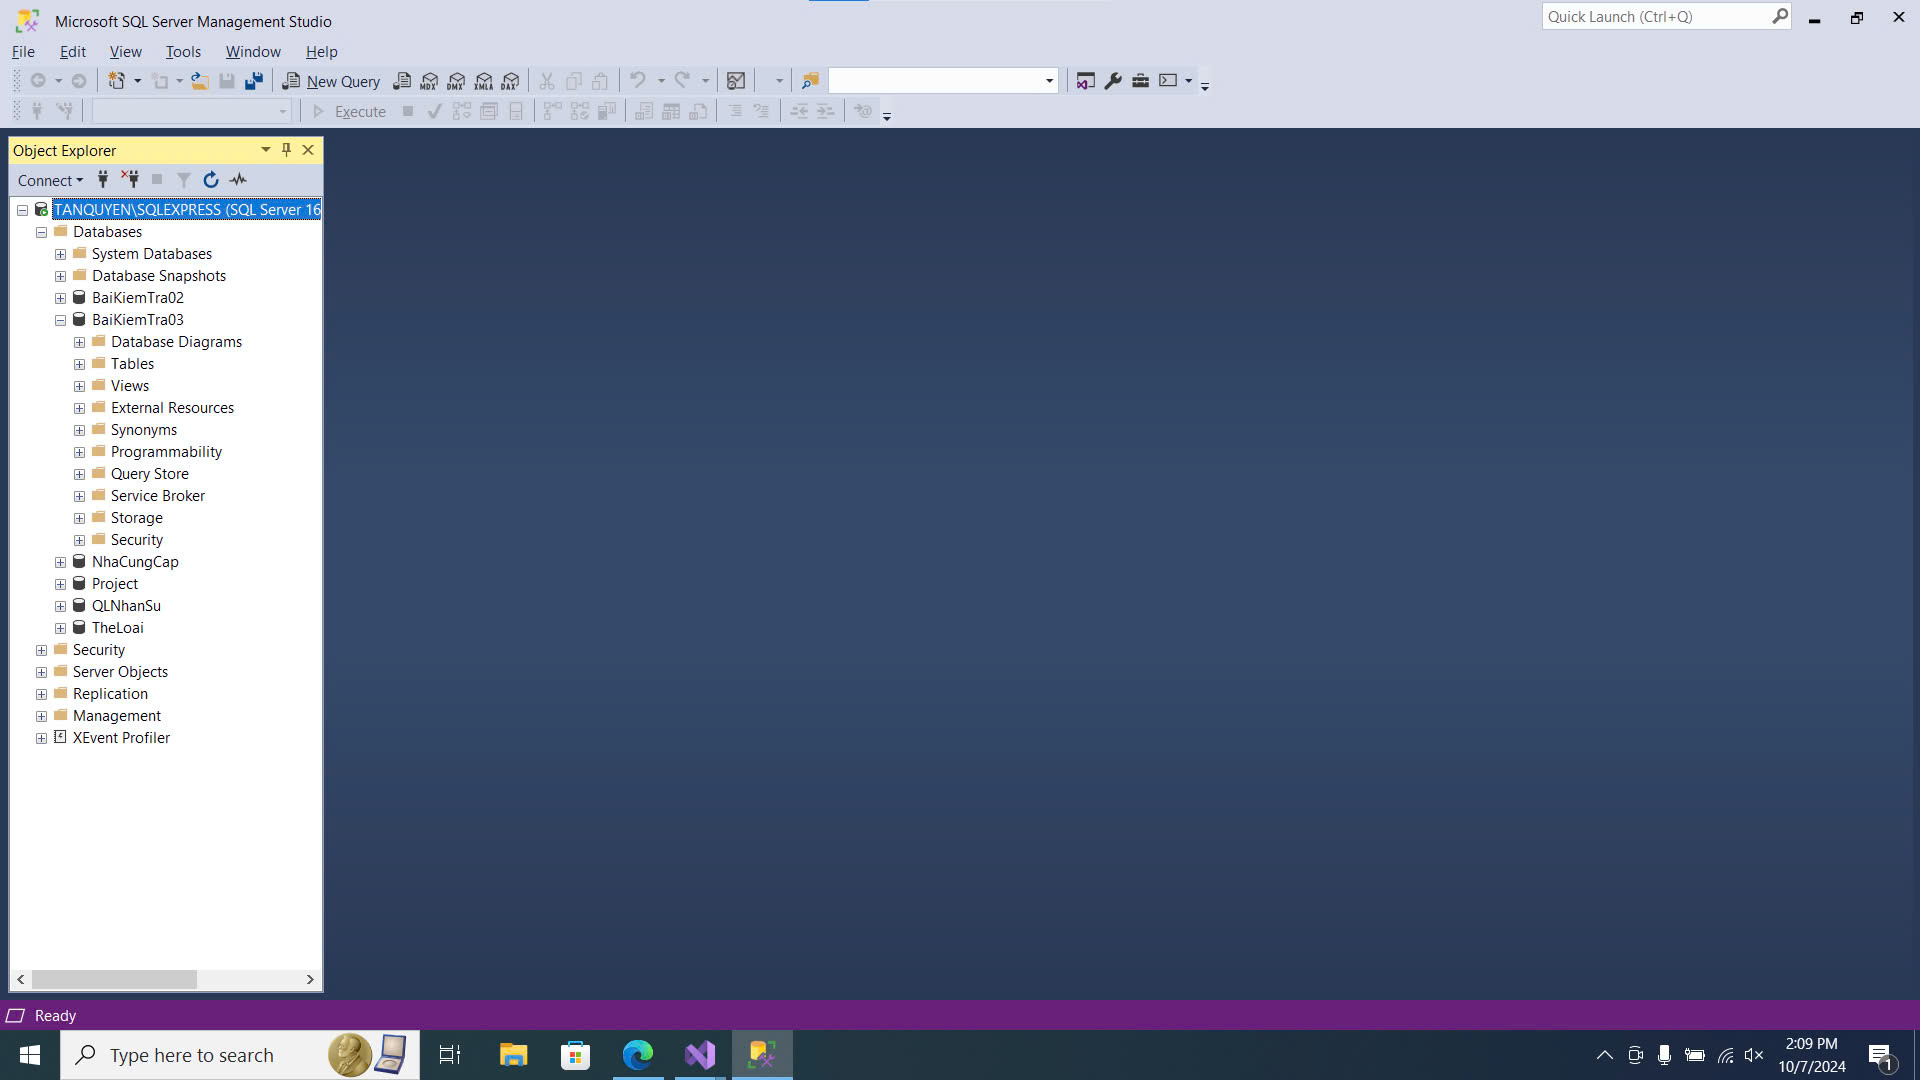 Microsoft SQL Server Management Studio
Quick Launch (Ctrl+Q)
File Edit View Tools Window Help
New Query MDX DMX XMLA DAX
Execute
Object Explorer
Connect
TANQUYEN\SQLEXPRESS (SQL Server 16
Databases
System Databases
Database Snapshots
BaiKiemTra02
BaiKiemTra03
Database Diagrams
Tables
Views
External Resources
Synonyms
Programmability
Query Store
Service Broker
Storage
Security
NhaCungCap
Project
QLNhanSu
TheLoai
Security
Server Objects
Replication
Management
XEvent Profiler
Ready
Type here to search
2:09 PM
10/7/2024
1